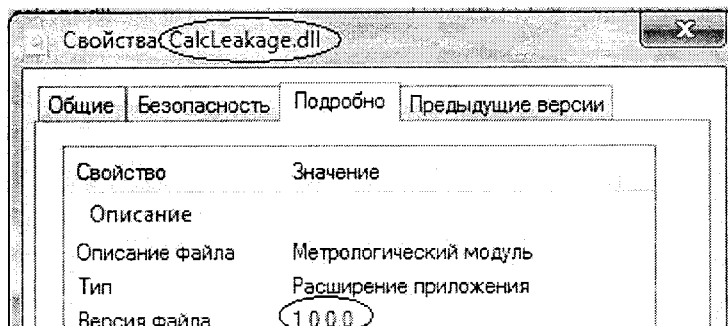 Свойства: CalcLeakage.dll
Общие Безопасность Подробно Предыдущие версии
Свойство Значение
Описание
Описание файла Метрологический модуль
Тип Расширение приложения
Версия файла 1.0.0.0